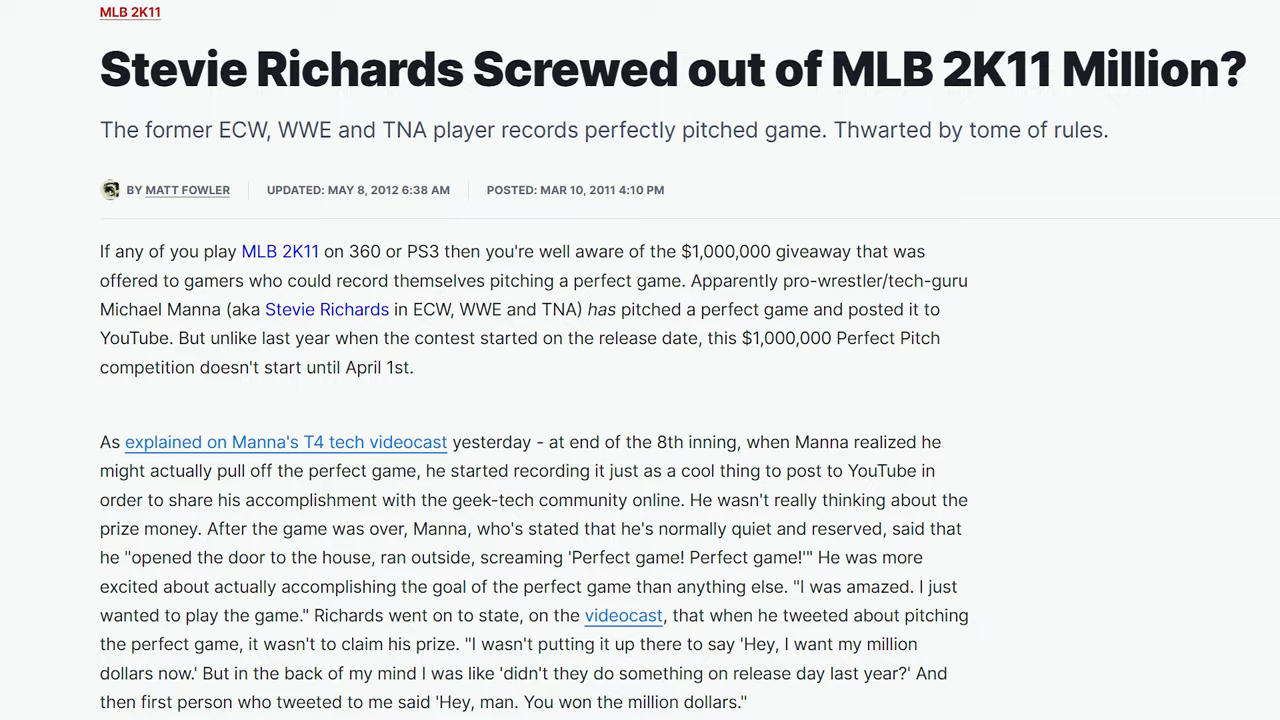 MLB 2K11
Stevie Richards Screwed out of MLB 2K11 Million?
The former ECW, WWE and TNA player records perfectly pitched game. Thwarted by tome of rules.
BY MATT FOWLER UPDATED: MAY 8, 2012 6:38 AM POSTED: MAR 10, 2011 4:10 PM
If any of you play MLB 2K11 on 360 or PS3 then you're well aware of the $1,000,000 giveaway that was
offered to gamers who could record themselves pitching a perfect game. Apparently pro-wrestler/tech-guru
Michael Manna (aka Stevie Richards in ECW, WWE and TNA) has pitched a perfect game and posted it to
YouTube. But unlike last year when the contest started on the release date, this $1,000,000 Perfect Pitch
competition doesn't start until April 1st.
As explained on Manna's T4 tech videocast yesterday - at end of the 8th inning, when Manna realized he
might actually pull off the perfect game, he started recording it just as a cool thing to post to YouTube in
order to share his accomplishment with the geek-tech community online. He wasn't really thinking about the
prize money. After the game was over, Manna, who's stated that he's normally quiet and reserved, said that
he "opened the door to the house, ran outside, screaming 'Perfect game! Perfect game!'" He was more
excited about actually accomplishing the goal of the perfect game than anything else. "I was amazed. I just
wanted to play the game." Richards went on to state, on the videocast, that when he tweeted about pitching
the perfect game, it wasn't to claim his prize. "I wasn't putting it up there to say 'Hey, I want my million
dollars now.' But in the back of my mind I was like 'didn't they do something on release day last year?' And
then first person who tweeted to me said 'Hey, man. You won the million dollars."